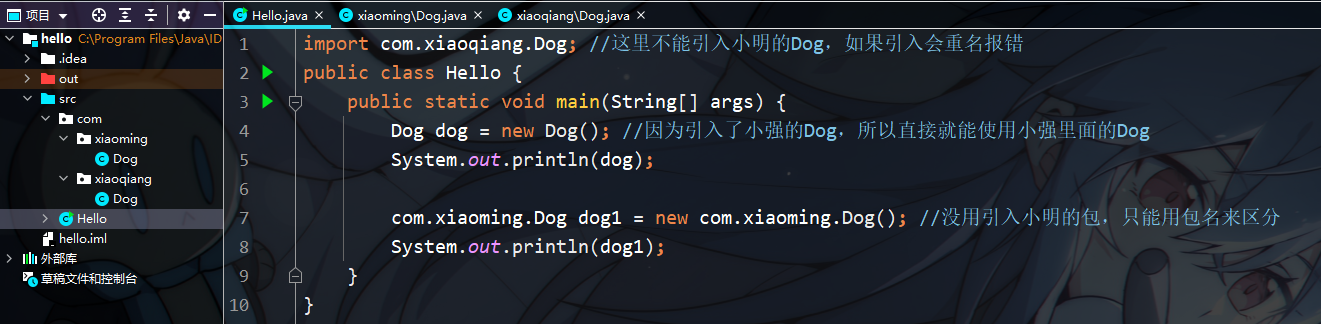 项目
Hello.java
xiaoming\Dog.java
xiaoqiang\Dog.java
hello C:\Program Files\Java\ID
.idea
out
src
com
xiaoming
Dog
xiaoqiang
Dog
Hello
hello.iml
外部库
草稿文件和控制台
1 import com.xiaoqiang.Dog; //这里不能引入小明的Dog，如果引入会重名报错
2 public class Hello {
3 public static void main(String[] args) {
4 Dog dog = new Dog(); //因为引入了小强的Dog，所以直接就能使用小强里面的Dog
5 System.out.println(dog);
6
7 com.xiaoming.Dog dog1 = new com.xiaoming.Dog(); //没用引入小明的包，只能用包名来区分
8 System.out.println(dog1);
9 }
10 }